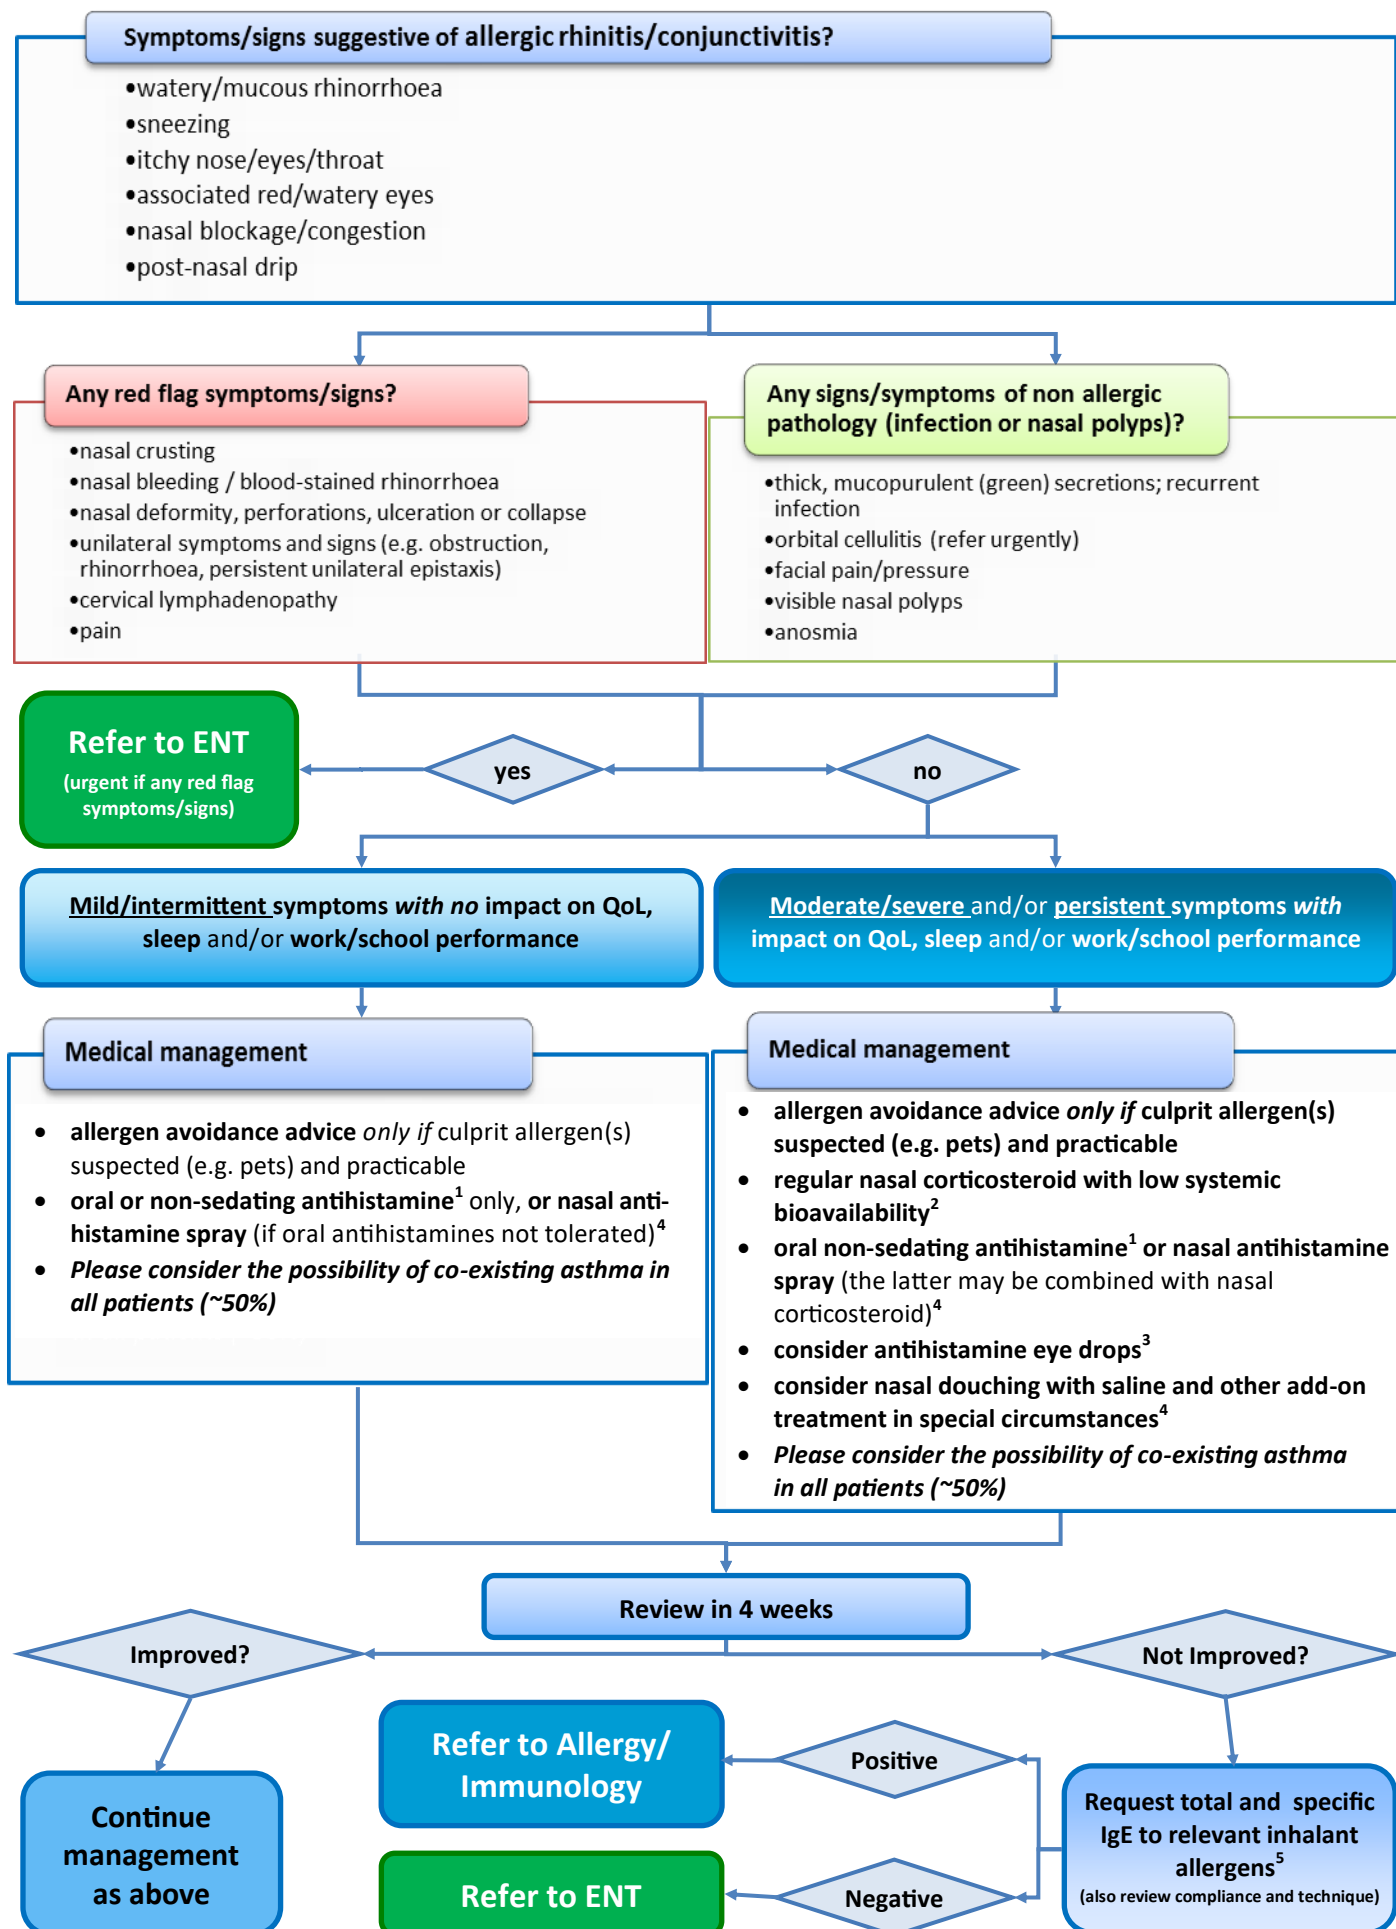 Symptoms/signs suggestive of allergic rhinitis/conjunctivitis?
•watery/mucous rhinorrhoea
•sneezing
•itchy nose/eyes/throat
•associated red/watery eyes
•nasal blockage/congestion
•post-nasal drip
Any red flag symptoms/signs?
•nasal crusting
•nasal bleeding / blood-stained rhinorrhoea
•nasal deformity, perforations, ulceration or collapse
•unilateral symptoms and signs (e.g. obstruction,
rhinorrhoea, persistent unilateral epistaxis)
•cervical lymphadenopathy
•pain
Any signs/symptoms of non allergic
pathology (infection or nasal polyps)?
•thick, mucopurulent (green) secretions; recurrent
infection
•orbital cellulitis (refer urgently)
•facial pain/pressure
•visible nasal polyps
•anosmia
Refer to ENT
(urgent if any red flag
symptoms/signs)
yes
no
Mild/intermittent symptoms with no impact on QoL,
sleep and/or work/school performance
Moderate/severe and/or persistent symptoms with
impact on QoL, sleep and/or work/school performance
Medical management
• allergen avoidance advice only if culprit allergen(s)
suspected (e.g. pets) and practicable
• oral or non-sedating antihistamine¹ only, or nasal anti-
histamine spray (if oral antihistamines not tolerated)⁴
• Please consider the possibility of co-existing asthma in
all patients (~50%)
Medical management
• allergen avoidance advice only if culprit allergen(s)
suspected (e.g. pets) and practicable
• regular nasal corticosteroid with low systemic
bioavailability²
• oral non-sedating antihistamine¹ or nasal antihistamine
spray (the latter may be combined with nasal
corticosteroid)⁴
• consider antihistamine eye drops³
• consider nasal douching with saline and other add-on
treatment in special circumstances⁴
• Please consider the possibility of co-existing asthma
in all patients (~50%)
Review in 4 weeks
Improved?
Not Improved?
Continue
management
as above
Refer to Allergy/
Immunology
Positive
Request total and specific
IgE to relevant inhalant
allergens⁵
(also review compliance and technique)
Refer to ENT
Negative